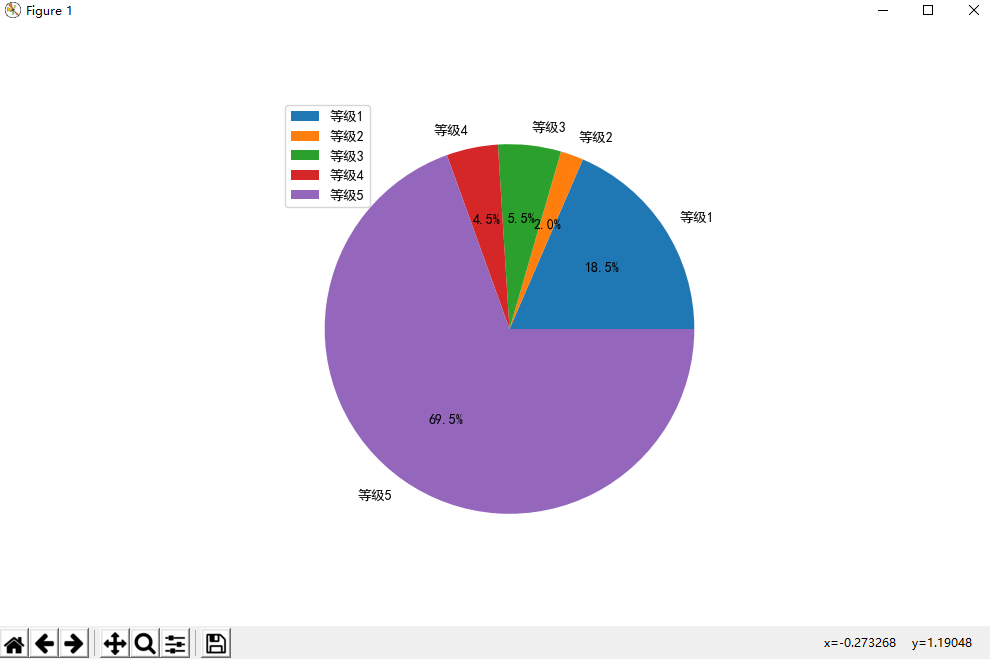 Figure 1
等级1
等级2
等级3
等级4
等级5
等级4
等级3
等级2
等级1
4.5%
5.5%
2.0%
18.5%
69.5%
等级5
x=-0.273268 y=1.19048